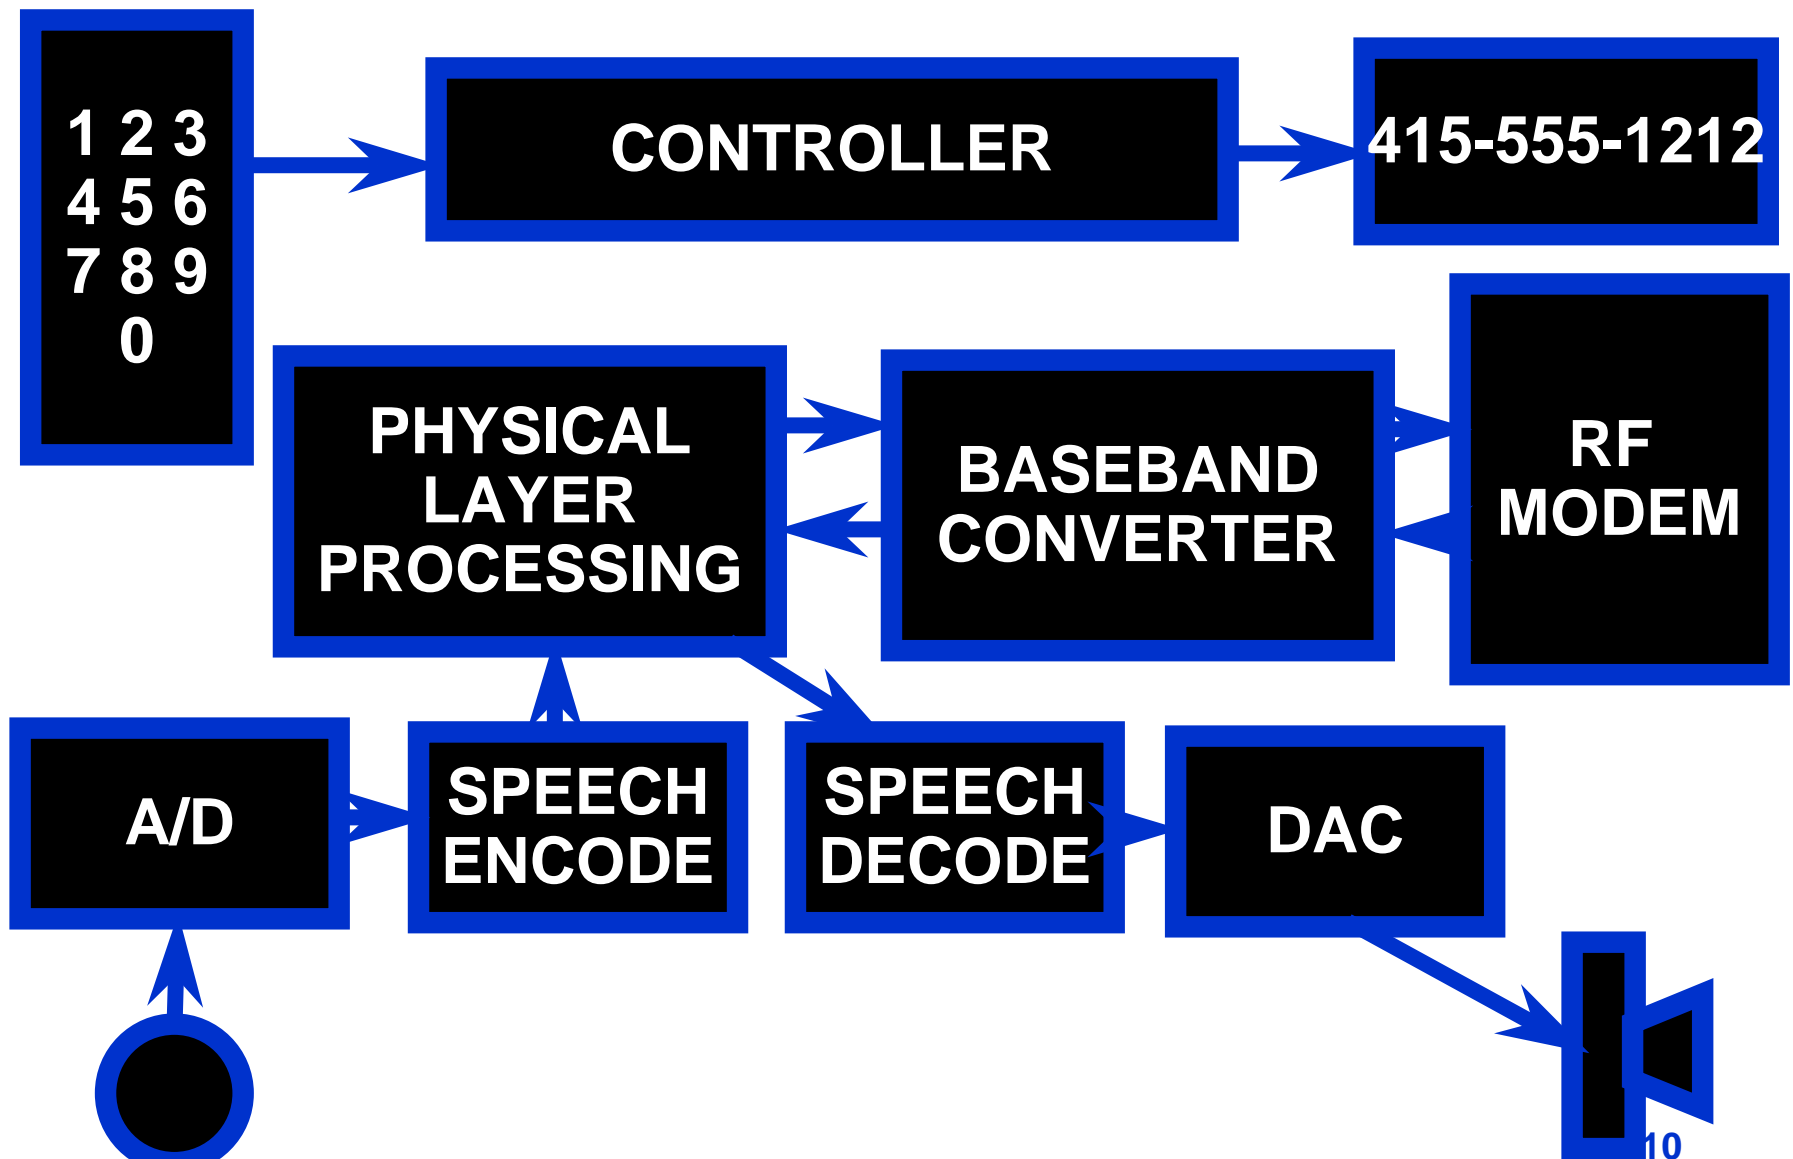 1 2 3
4 5 6
7 8 9
0
CONTROLLER
415-555-1212
PHYSICAL
LAYER
PROCESSING
BASEBAND
CONVERTER
RF
MODEM
A/D
SPEECH
ENCODE
SPEECH
DECODE
DAC
10